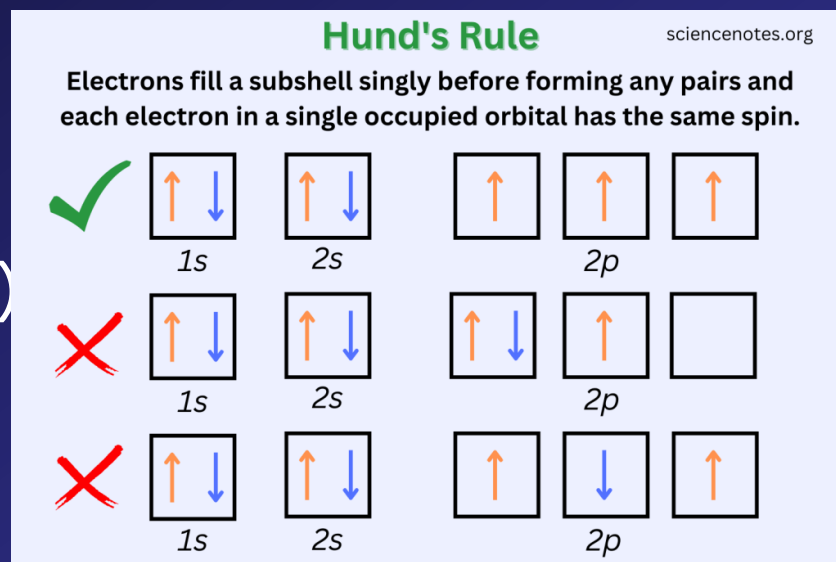 Hund's Rule
sciencenotes.org
Electrons fill a subshell singly before forming any pairs and
each electron in a single occupied orbital has the same spin.
1s 2s 2p
)
1s 2s 2p
1s 2s 2p